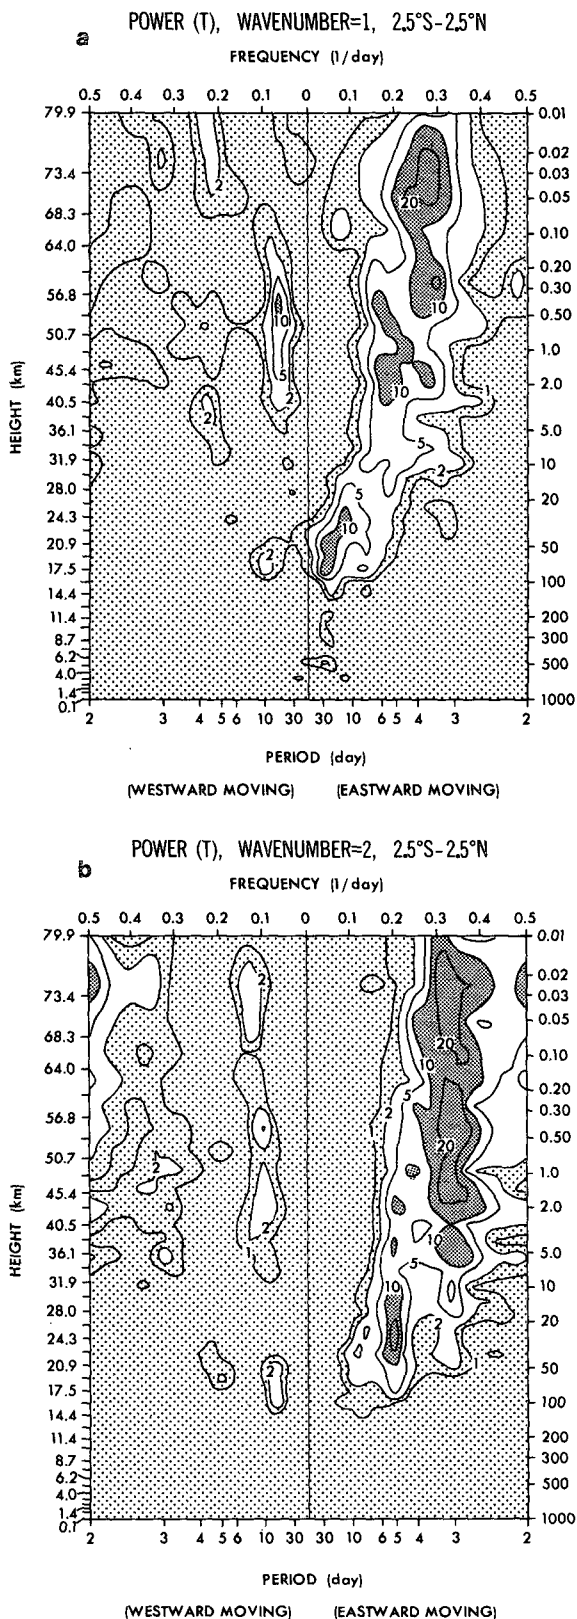 a
POWER (T), WAVENUMBER=1, 2.5°S-2.5°N
FREQUENCY (1/day)
0.5 0.4 0.3 0.2 0.1 0 0.1 0.2 0.3 0.4 0.5
79.9 0.01
2
0.02
73.4 0.03
20 0.05
68.3
0.10
64.0
0.20
56.8 0.30
10 10 0.50
50.7
1.0
45.4 5
2.0
40.5 2 10 1
2
36.1 5.0
5
31.9 2 10
28.0
5 20
24.3 10
20.9
2 50
17.5
100
14.4
11.4 200
8.7 300
6.2 500
4.0
1.4
0.1 1000
HEIGHT (km)
2 3 4 5 6 10 30 30 10 6 5 4 3 2
PERIOD (day)
(WESTWARD MOVING) (EASTWARD MOVING)
b
POWER (T), WAVENUMBER=2, 2.5°S-2.5°N
FREQUENCY (1/day)
0.5 0.4 0.3 0.2 0.1 0 0.1 0.2 0.3 0.4 0.5
79.9 0.01
2 0.02
73.4 0.03
0.05
68.3 20
10 0.10
64.0
5 0.20
2 0.30
56.8
1 20 0.50
50.7
2 1.0
45.4
2.0
40.5 2
10
36.1 1 5.0
5
31.9 10 10
28.0
2 20
24.3
20.9 2 1 50
17.5
100
14.4
11.4 200
8.7 300
6.2 500
4.0
1.4
0.1 1000
HEIGHT (km)
2 3 4 5 6 10 30 30 10 6 5 4 3 2
PERIOD (day)
(WESTWARD MOVING) (EASTWARD MOVING)